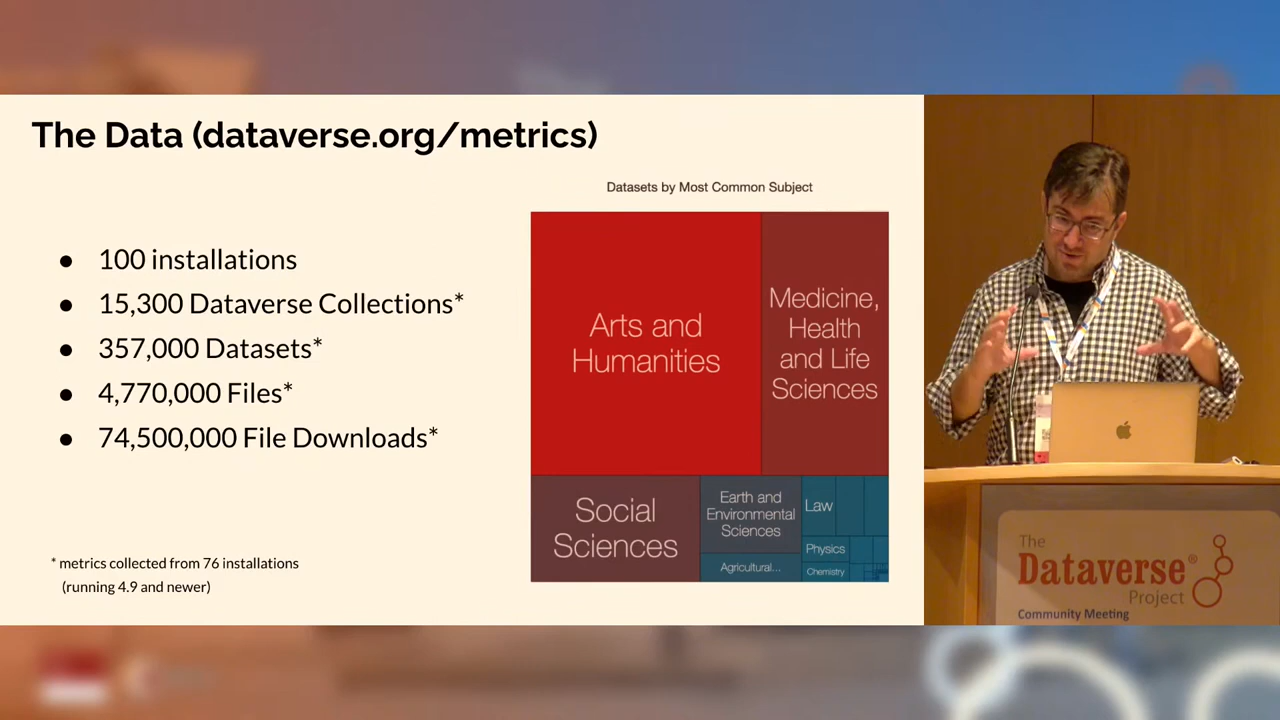 The Data (dataverse.org/metrics)
● 100 installations
● 15,300 Dataverse Collections*
● 357,000 Datasets*
● 4,770,000 Files*
● 74,500,000 File Downloads*
* metrics collected from 76 installations
(running 4.9 and newer)
Datasets by Most Common Subject
Arts and
Humanities
Medicine,
Health
and Life
Sciences
Social
Sciences
Earth and
Environmental
Sciences
Agricultural...
Law
Physics
Chemistry
The
Dataverse®
Project
Community Meeting